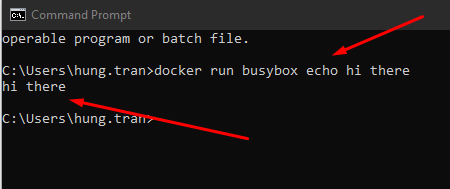 Command Prompt
operable program or batch file.
C:\Users\hung.tran>docker run busybox echo hi there
hi there
C:\Users\hung.tran>